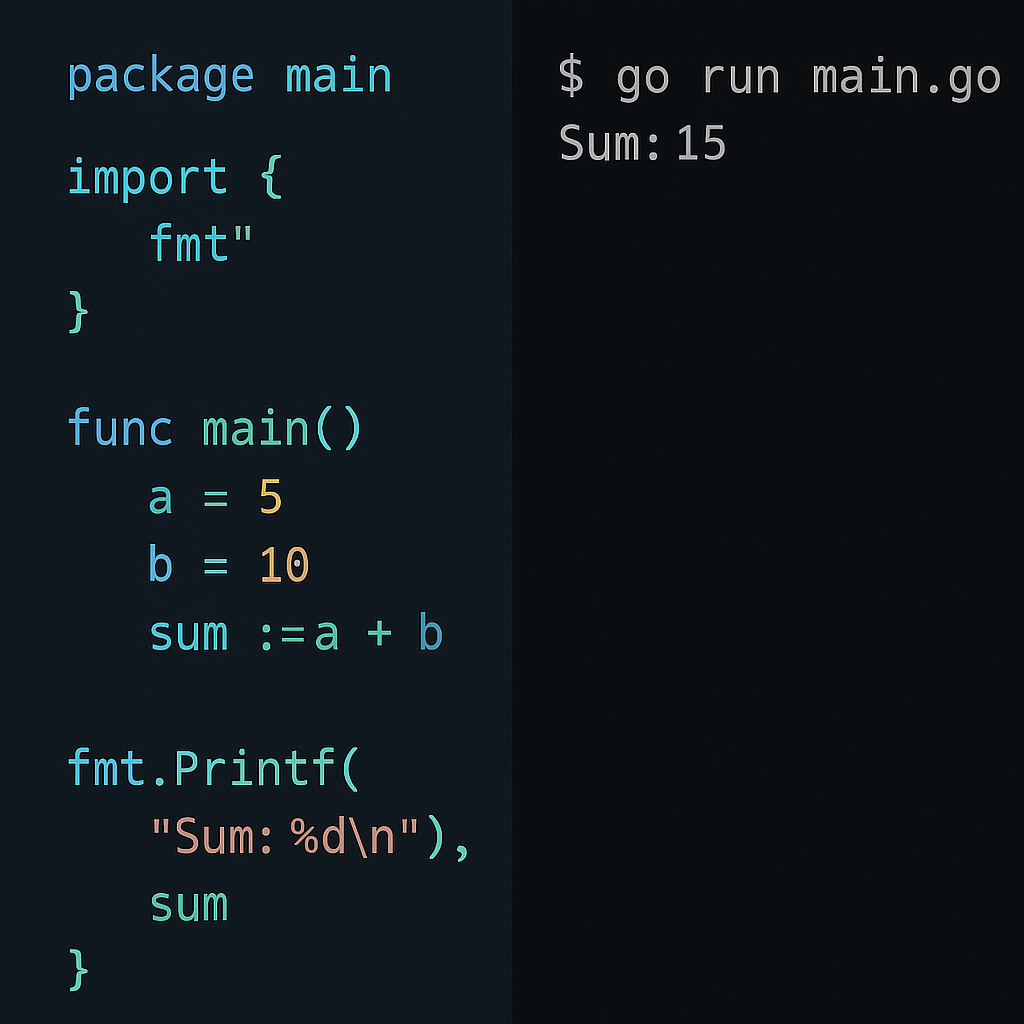 package main
import {
fmt"
}
func main()
a = 5
b = 10
sum := a + b
fmt.Printf(
"Sum: %d\n"),
sum
}
$ go run main.go
Sum: 15